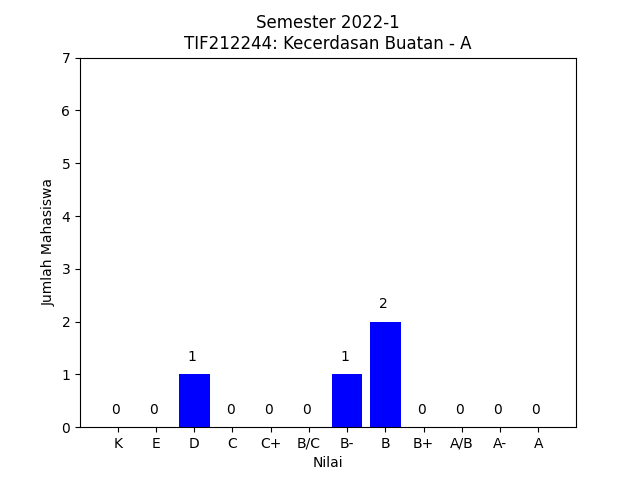 Semester 2022-1
TIF212244: Kecerdasan Buatan - A
Jumlah Mahasiswa
7
6
5
4
3
2
1
0
0 0 1 0 0 0 1 2 0 0 0 0
K E D C C+ B/C B- B B+ A/B A- A
Nilai